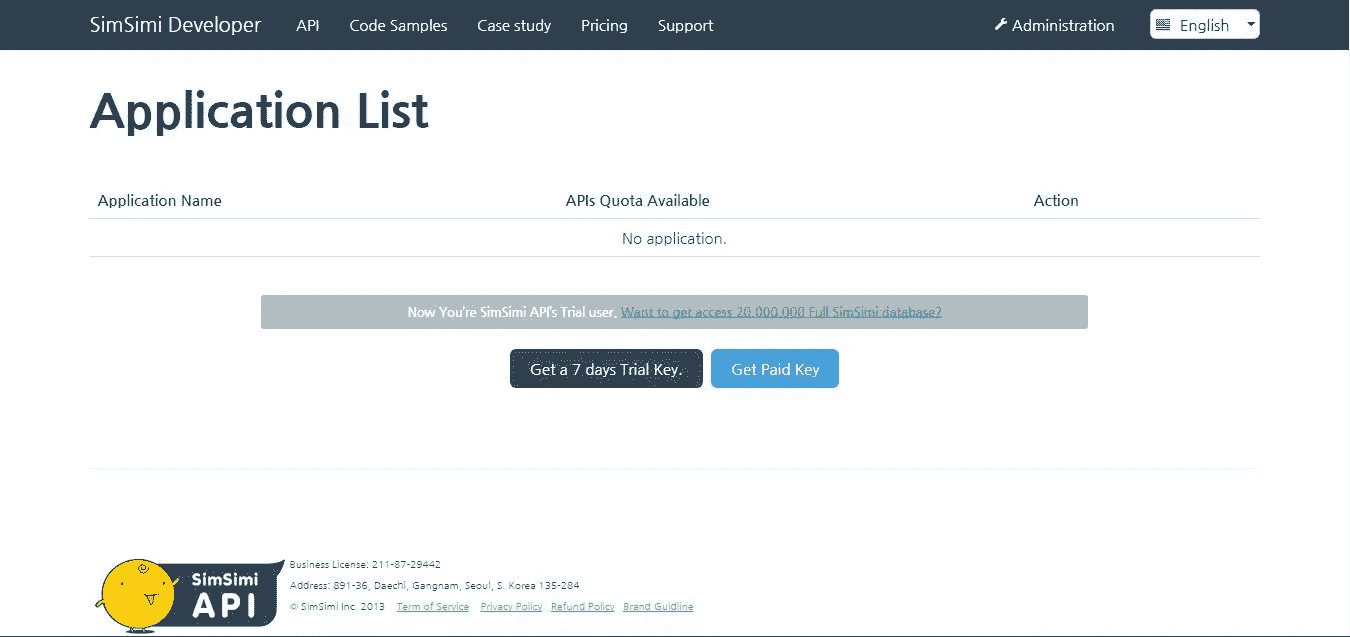 SimSimi Developer API Code Samples Case study Pricing Support Administration English
Application List
Application Name APIs Quota Available Action
No application.
Now You're SimSimi API's Trial user. Want to get access 20.000.000 Full SimSimi database?
Get a 7 days Trial Key. Get Paid Key
SimSimi
API
Business License: 211-87-29442
Address: 891-36, Daechi, Gangnam, Seoul, S. Korea 135-284
© SimSimi Inc. 2013 Term of Service Privacy Policy Refund Policy Brand Guidline